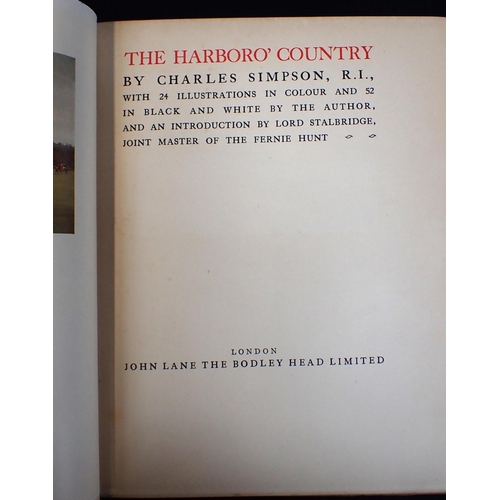 THE HARBORO' COUNTRY
BY CHARLES SIMPSON, R.I.,
WITH 24 ILLUSTRATIONS IN COLOUR AND 52
IN BLACK AND WHITE BY THE AUTHOR,
AND AN INTRODUCTION BY LORD STALBRIDGE,
JOINT MASTER OF THE FERNIE HUNT
LONDON
JOHN LANE THE BODLEY HEAD LIMITED